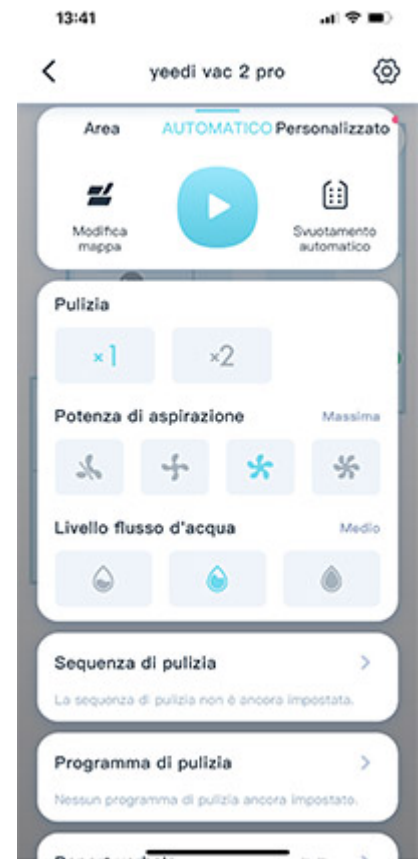 13:41
yeedi vac 2 pro
Area AUTOMATICO Personalizzato
Modifica mappa
Svuotamento automatico
Pulizia
×1 ×2
Potenza di aspirazione Massima
Livello flusso d'acqua Medio
Sequenza di pulizia
La sequenza di pulizia non è ancora impostata.
Programma di pulizia
Nessun programma di pulizia ancora impostato.